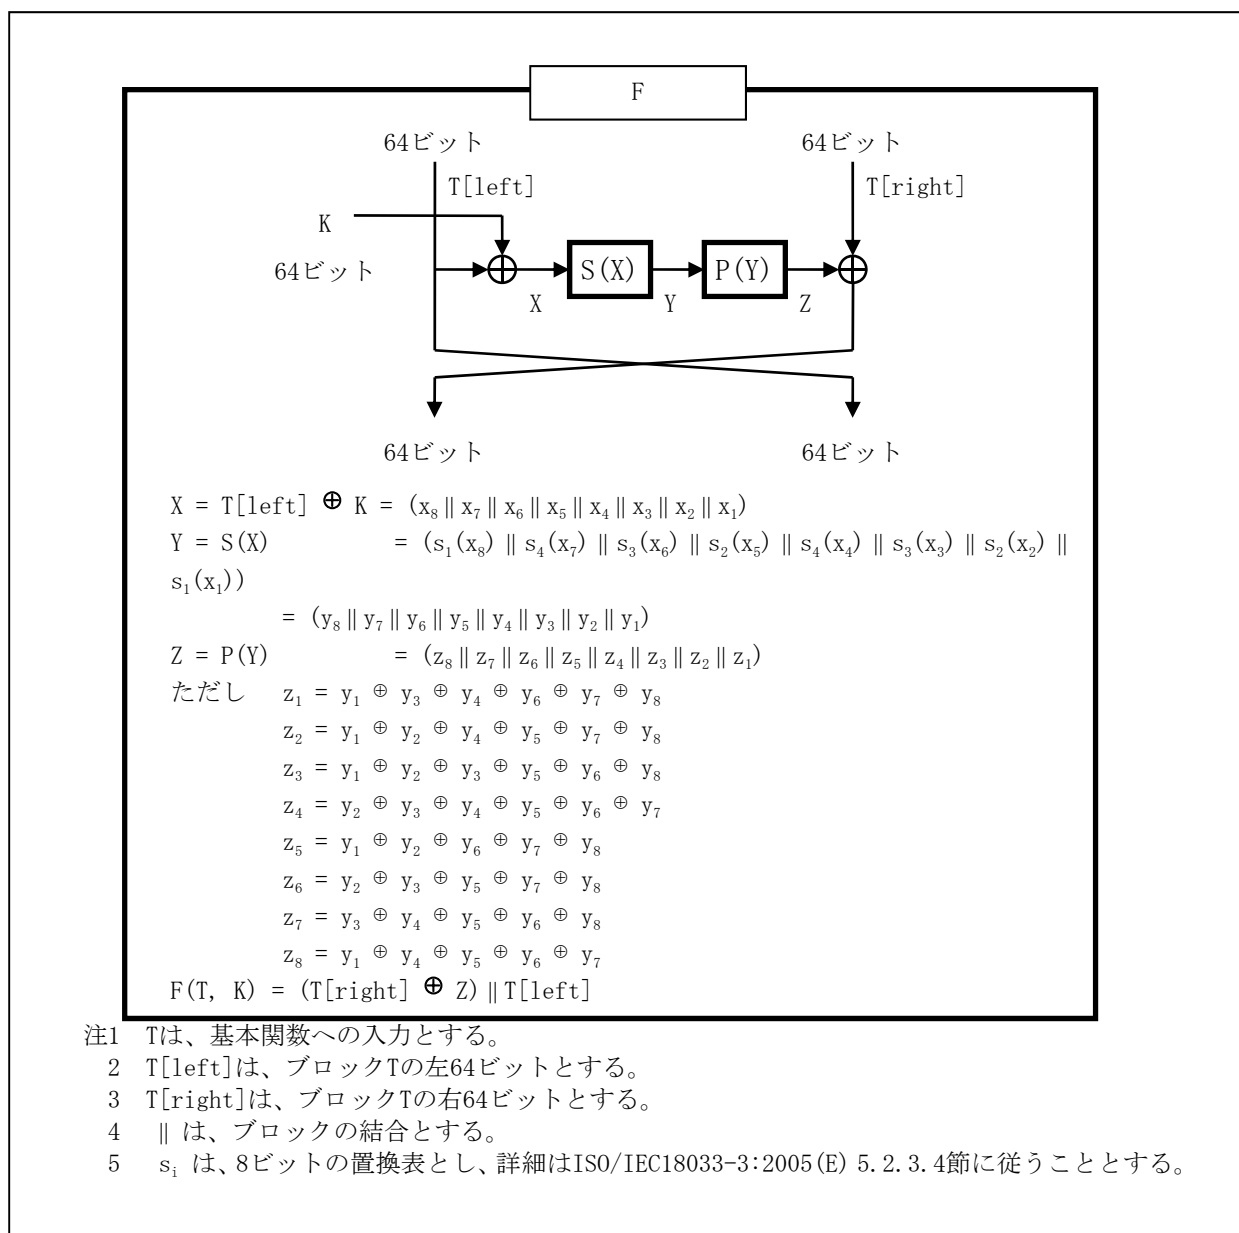 F
64ビット 64ビット
T[left] T[right]
K
64ビット
S(X) P(Y)
X Y Z
64ビット 64ビット
X = T[left] ⊕ K = (x₈‖x₇‖x₆‖x₅‖x₄‖x₃‖x₂‖x₁)
Y = S(X) = (s₁(x₈)‖s₄(x₇)‖s₃(x₆)‖s₂(x₅)‖s₄(x₄)‖s₃(x₃)‖s₂(x₂)‖
s₁(x₁))
= (y₈‖y₇‖y₆‖y₅‖y₄‖y₃‖y₂‖y₁)
Z = P(Y) = (z₈‖z₇‖z₆‖z₅‖z₄‖z₃‖z₂‖z₁)
ただし z₁ = y₁ ⊕ y₃ ⊕ y₄ ⊕ y₆ ⊕ y₇ ⊕ y₈
z₂ = y₁ ⊕ y₂ ⊕ y₄ ⊕ y₅ ⊕ y₇ ⊕ y₈
z₃ = y₁ ⊕ y₂ ⊕ y₃ ⊕ y₅ ⊕ y₆ ⊕ y₈
z₄ = y₂ ⊕ y₃ ⊕ y₄ ⊕ y₅ ⊕ y₆ ⊕ y₇
z₅ = y₁ ⊕ y₂ ⊕ y₆ ⊕ y₇ ⊕ y₈
z₆ = y₂ ⊕ y₃ ⊕ y₅ ⊕ y₇ ⊕ y₈
z₇ = y₃ ⊕ y₄ ⊕ y₅ ⊕ y₆ ⊕ y₈
z₈ = y₁ ⊕ y₄ ⊕ y₅ ⊕ y₆ ⊕ y₇
F(T, K) = (T[right] ⊕ Z)‖T[left]
注1 Tは、基本関数への入力とする。
2 T[left]は、ブロックTの左64ビットとする。
3 T[right]は、ブロックTの右64ビットとする。
4 ‖は、ブロックの結合とする。
5 sᵢは、8ビットの置換表とし、詳細はISO/IEC18033-3:2005(E) 5.2.3.4節に従うこととする。